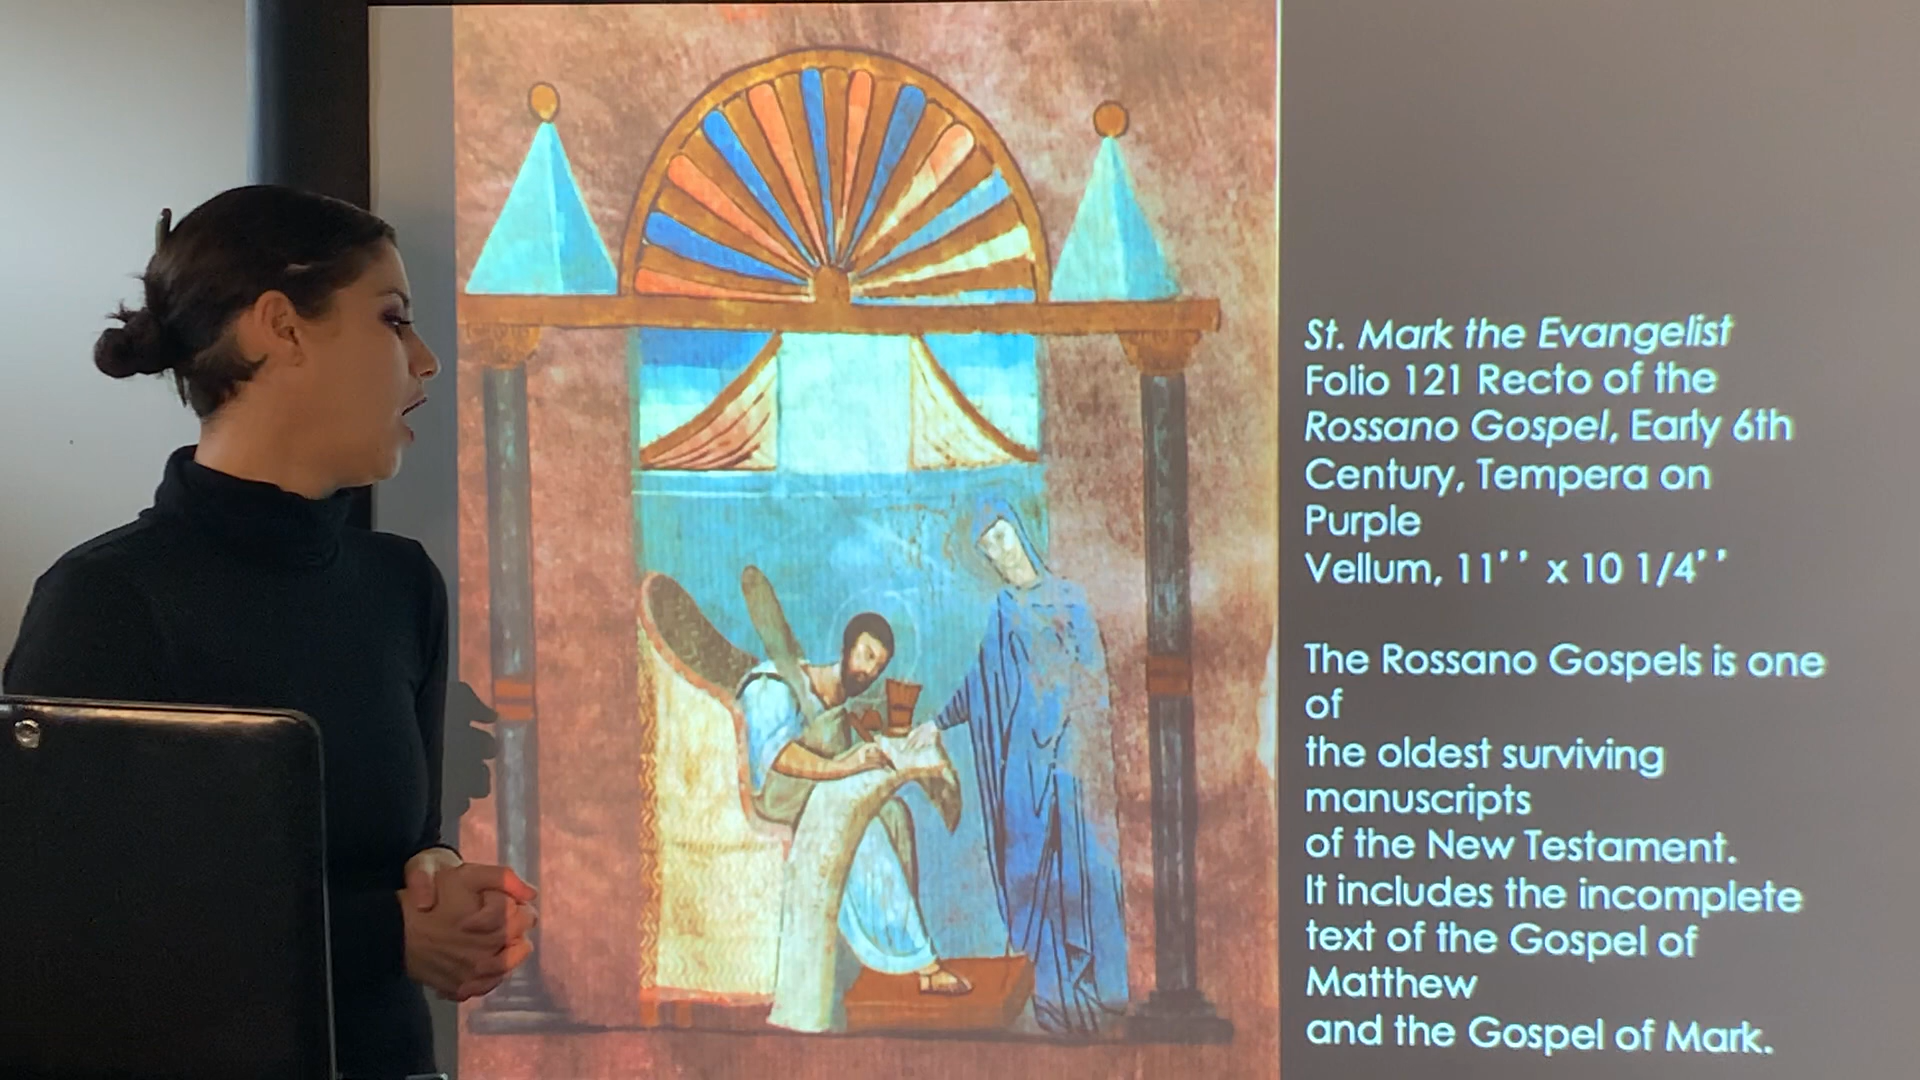 St. Mark the Evangelist
Folio 121 Recto of the
Rossano Gospel, Early 6th
Century, Tempera on
Purple
Vellum, 11’’ x 10 1/4’’
The Rossano Gospels is one
of
the oldest surviving
manuscripts
of the New Testament.
It includes the incomplete
text of the Gospel of
Matthew
and the Gospel of Mark.